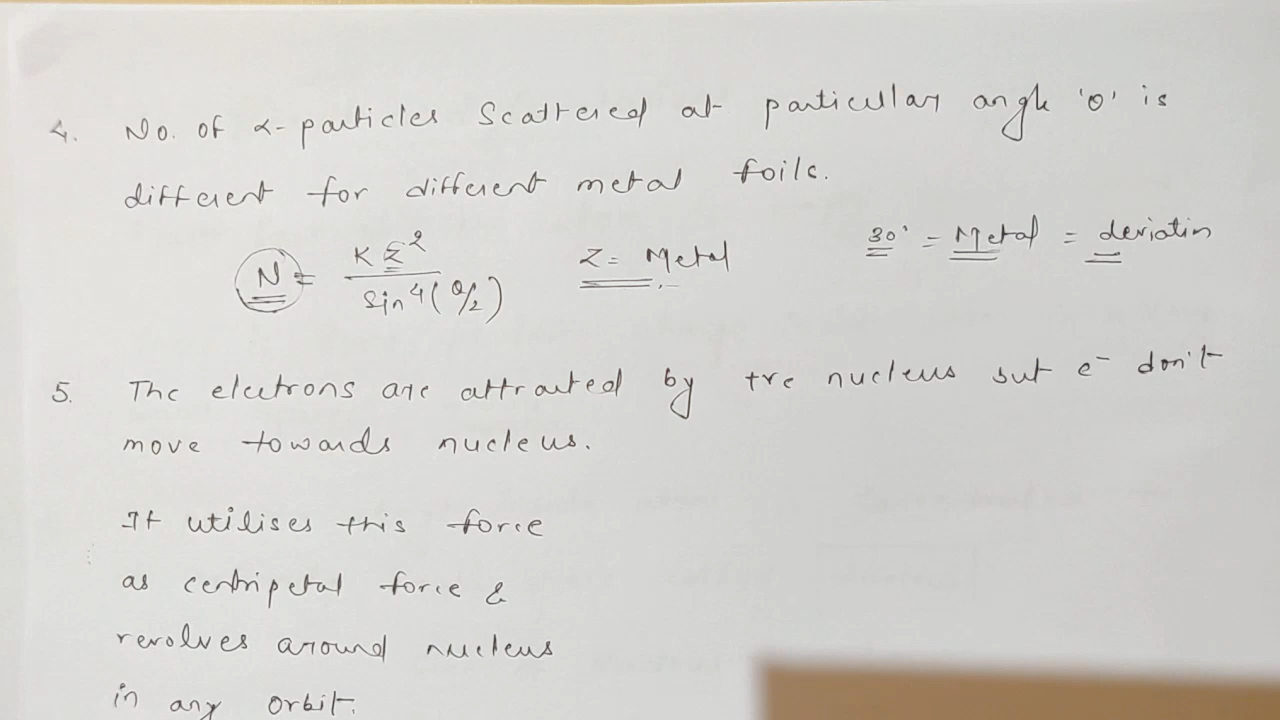 4. No. of α-particles Scattered at particular angle 'θ' is
different for different metal foils.
N = KZ²/sin⁴(θ/2) Z = Metal 30° = Metal = deviation
5. The electrons are attracted by +ve nucleus but e⁻ don't
move towards nucleus.
It utilises this force
as centripetal force &
revolves around nucleus
in any orbit.